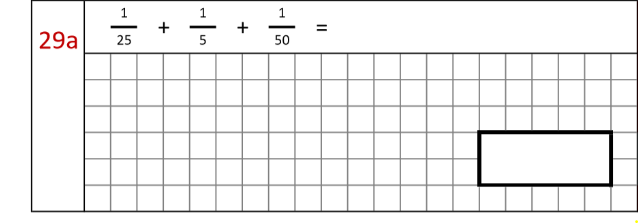 29a
1/25 + 1/5 + 1/50 =